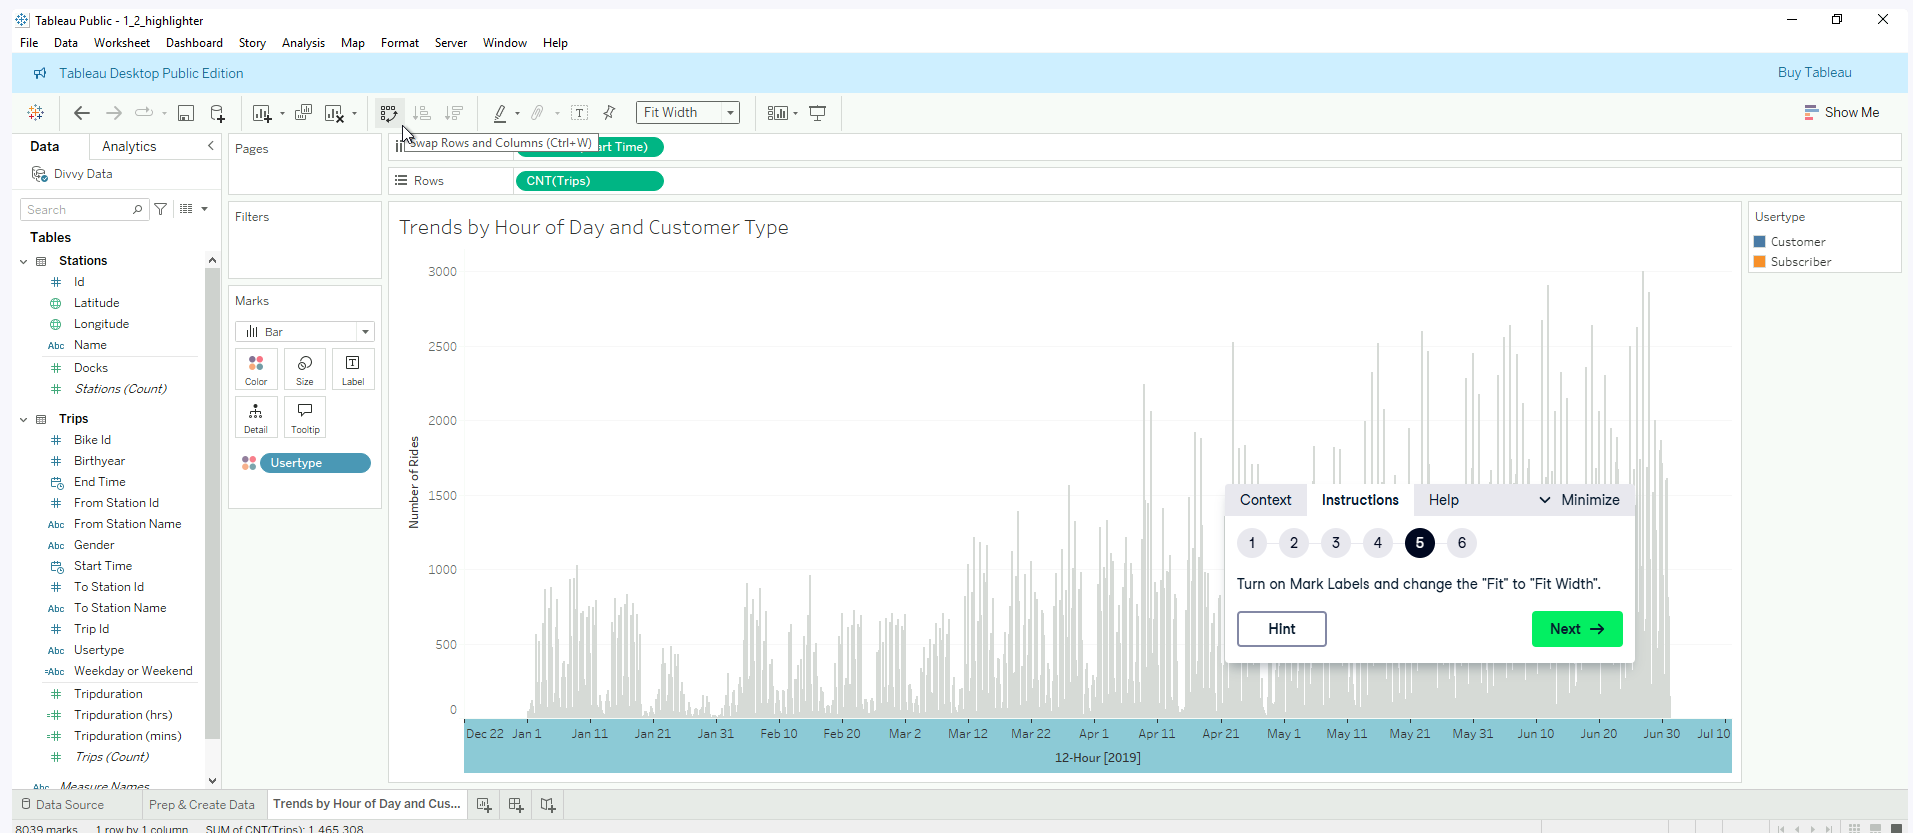 Tableau Public - 1_2_highlighter
File Data Worksheet Dashboard Story Analysis Map Format Server Window Help
Tableau Desktop Public Edition
Buy Tableau
Fit Width
Show Me
Data
Analytics
Divvy Data
Search
Tables
Stations
# Id
Latitude
Longitude
Abc Name
# Docks
# Stations (Count)
Trips
# Bike Id
# Birthyear
End Time
# From Station Id
Abc From Station Name
Abc Gender
Start Time
# To Station Id
Abc To Station Name
Abc Trip Id
Abc Usertype
=Abc Weekday or Weekend
# Tripduration
=# Tripduration (hrs)
=# Tripduration (mins)
# Trips (Count)
Abc Measure Names
Pages
Filters
Marks
Bar
Color
Size
Label
Detail
Tooltip
Usertype
Swap Rows and Columns (Ctrl+W)
art Time)
Rows
CNT(Trips)
Trends by Hour of Day and Customer Type
Number of Rides
3000
2500
2000
1500
1000
500
0
Dec 22 Jan 1 Jan 11 Jan 21 Jan 31 Feb 10 Feb 20 Mar 2 Mar 12 Mar 22 Apr 1 Apr 11 Apr 21 May 1 May 11 May 21 May 31 Jun 10 Jun 20 Jun 30 Jul 10
12-Hour [2019]
Usertype
Customer
Subscriber
Context
Instructions
Help
Minimize
1 2 3 4 5 6
Turn on Mark Labels and change the "Fit" to "Fit Width".
Hint
Next
Data Source
Prep & Create Data
Trends by Hour of Day and Cus...
8039 marks 1 row by 1 column SUM of CNT(Trips): 1,465,308